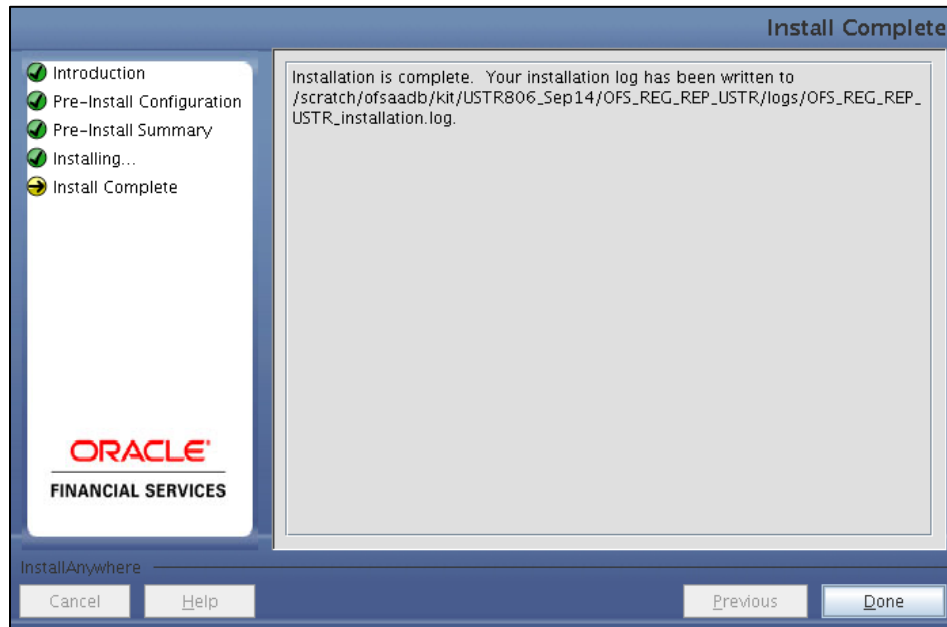 Install Complete
Introduction
Pre-Install Configuration
Pre-Install Summary
Installing...
Install Complete
Installation is complete. Your installation log has been written to
/scratch/ofsaadb/kit/USTR806_Sep14/OFS_REG_REP_USTR/logs/OFS_REG_REP_
USTR_installation.log.
ORACLE
FINANCIAL SERVICES
InstallAnywhere
Cancel
Help
Previous
Done